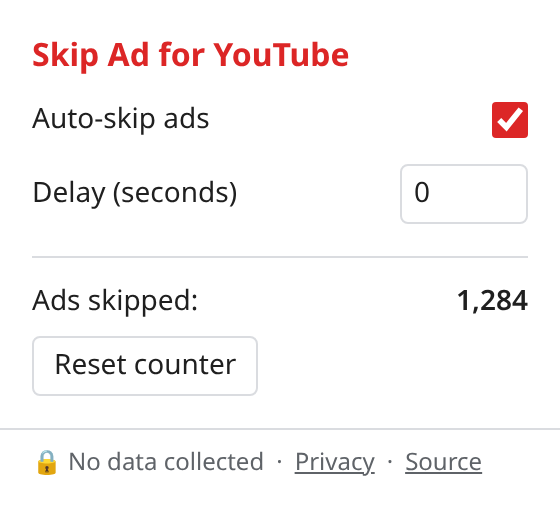 Skip Ad for YouTube
Auto-skip ads
Delay (seconds) 0
Ads skipped: 1,284
Reset counter
🔒 No data collected · Privacy · Source